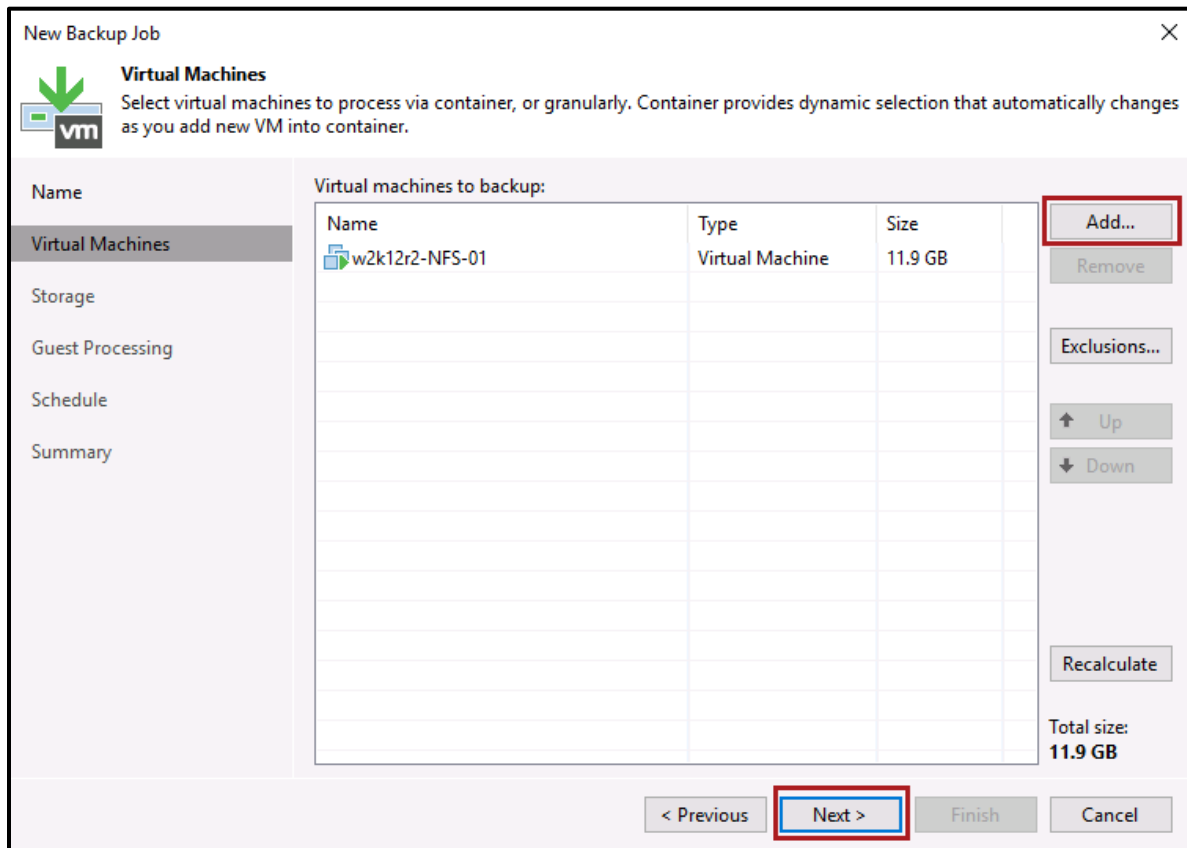 New Backup Job
Virtual Machines
Select virtual machines to process via container, or granularly. Container provides dynamic selection that automatically changes
as you add new VM into container.
vm
Name
Virtual Machines
Storage
Guest Processing
Schedule
Summary
Virtual machines to backup:
Name Type Size
w2k12r2-NFS-01 Virtual Machine 11.9 GB
Add...
Remove
Exclusions...
Up
Down
Recalculate
Total size:
11.9 GB
< Previous Next > Finish Cancel